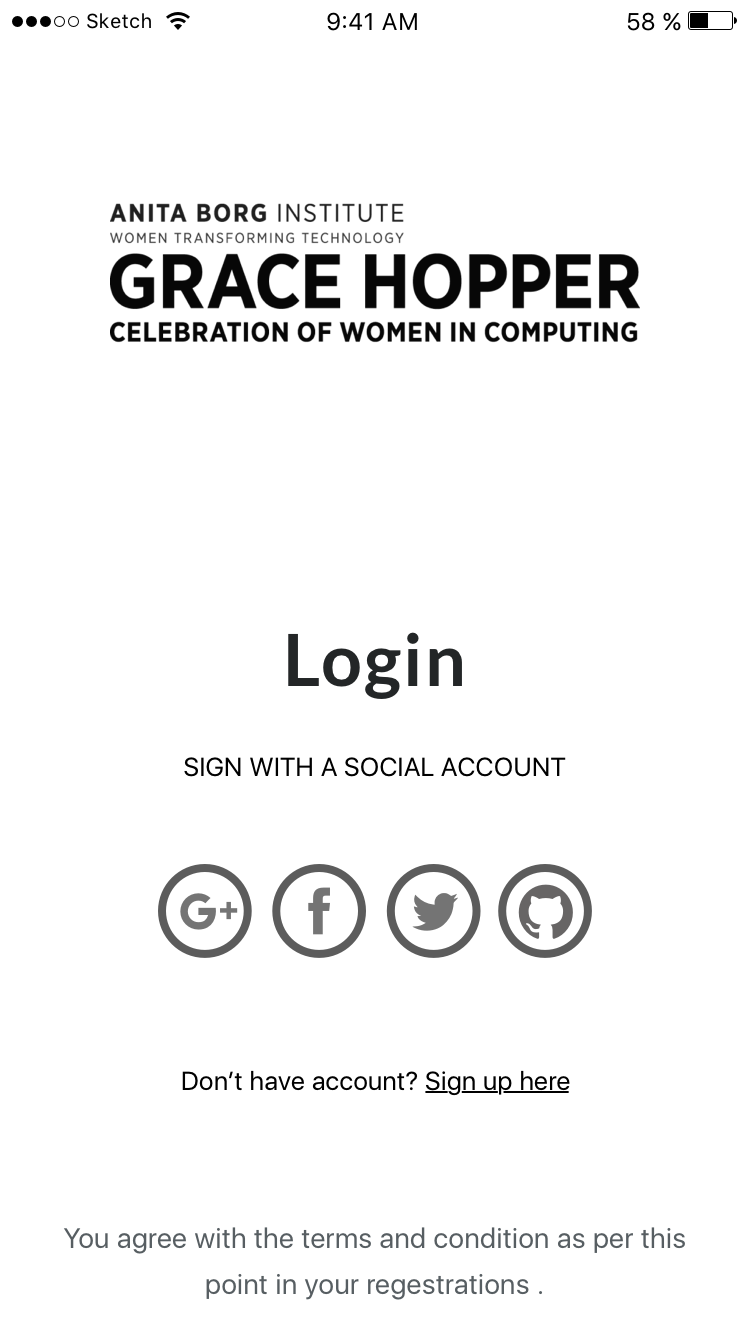 Sketch 9:41 AM 58 %
ANITA BORG INSTITUTE
WOMEN TRANSFORMING TECHNOLOGY
GRACE HOPPER
CELEBRATION OF WOMEN IN COMPUTING
Login
SIGN WITH A SOCIAL ACCOUNT
G+ f
Don’t have account? Sign up here
You agree with the terms and condition as per this
point in your regestrations .